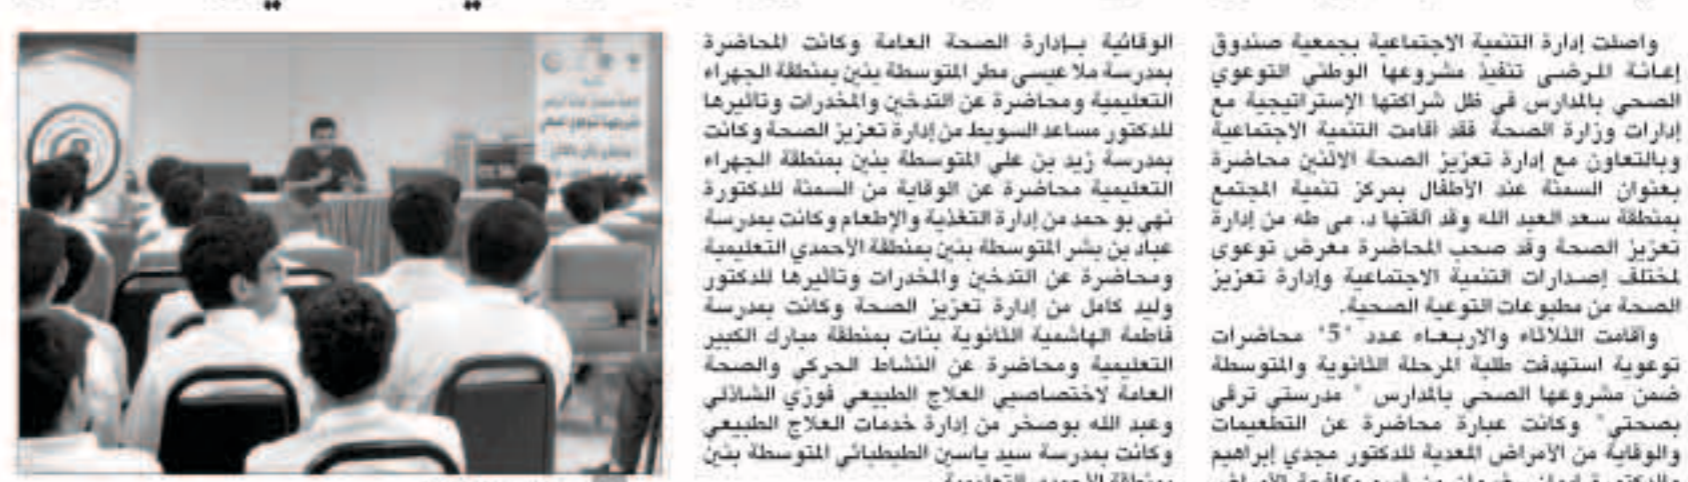 واصلت إدارة التنمية الاجتماعية بجمعية صندوق
إعانة المرضى تنفيذ مشروعها الوطني التوعوي
الصحي بالمدارس في ظل شراكتها الإستراتيجية مع
إدارات وزارة الصحة فقد أقامت التنمية الاجتماعية
وبالتعاون مع إدارة تعزيز الصحة الاثنين محاضرة
بعنوان السمنة عند الأطفال بمركز تنمية المجتمع
بمنطقة سعد العبد الله وقد ألقتها د. مي طه من إدارة
تعزيز الصحة وقد صحب المحاضرة معرض توعوى
لمختلف إصدارات التنمية الاجتماعية وإدارة تعزيز
الصحة من مطبوعات التوعية الصحية.
وأقامت الثلاثاء والاربعاء عدد "5" محاضرات
توعوية استهدفت طلبة المرحلة الثانوية والمتوسطة
ضمن مشروعها الصحي بالمدارس " مدرستي ترقى
بصحتي" وكانت عبارة محاضرة عن التطعيمات
والوقاية من الأمراض المعدية للدكتور مجدي إبراهيم
الوقائية بإدارة الصحة العامة وكانت المحاضرة
بمدرسة ملا عيسى مطر المتوسطة بنين بمنطقة الجهراء
التعليمية ومحاضرة عن التدخين والمخدرات وتأثيرها
للدكتور مساعد السويط من إدارة تعزيز الصحة وكانت
بمدرسة زيد بن علي المتوسطة بنين بمنطقة الجهراء
التعليمية محاضرة عن الوقاية من السمنة للدكتورة
نهى بو حمد من إدارة التغذية والإطعام وكانت بمدرسة
عباد بن بشر المتوسطة بنين بمنطقة الأحمدي التعليمية
ومحاضرة عن التدخين والمخدرات وتأثيرها للدكتور
وليد كامل من إدارة تعزيز الصحة وكانت بمدرسة
فاطمة الهاشمية الثانوية بنات بمنطقة مبارك الكبير
التعليمية ومحاضرة عن النشاط الحركي والصحة
العامة لاختصاصيي العلاج الطبيعي فوزي الشاذلي
وعبد الله بوصخر من إدارة خدمات العلاج الطبيعي
وكانت بمدرسة سيد ياسين الطبطبائي المتوسطة بنين